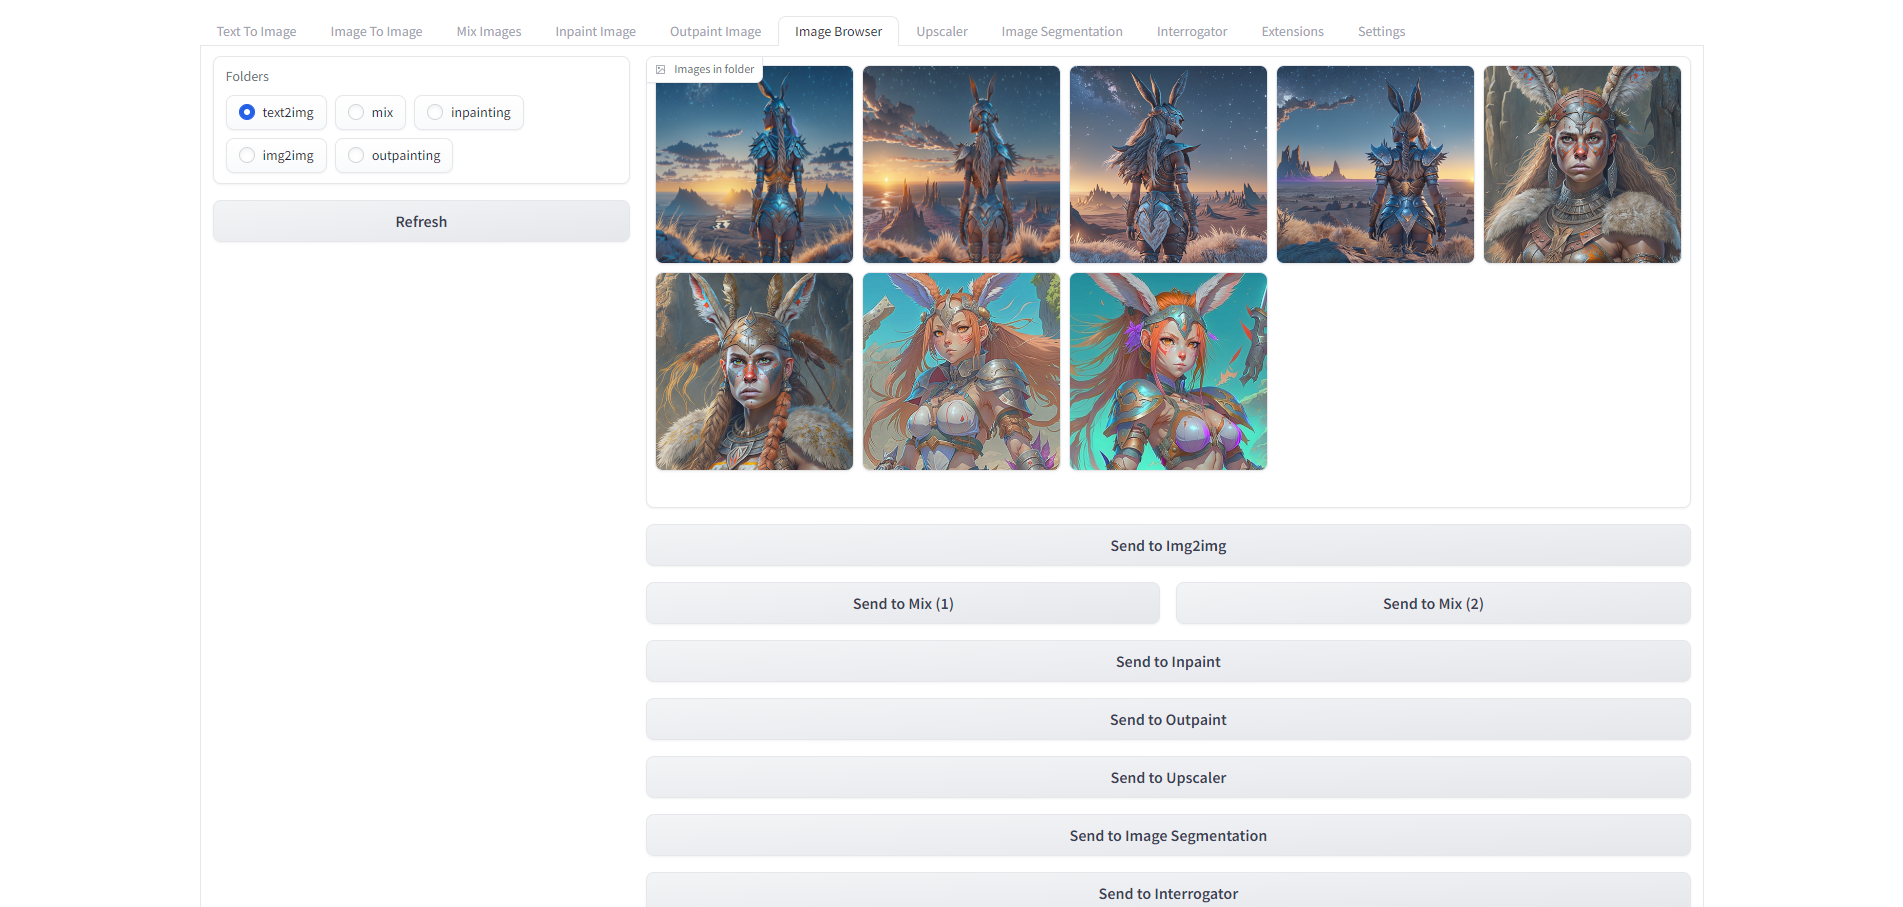 Text To Image Image To Image Mix Images Inpaint Image Outpaint Image Image Browser Upscaler Image Segmentation Interrogator Extensions Settings
Folders
text2img mix inpainting
img2img outpainting
Refresh
Images in folder
Send to Img2img
Send to Mix (1) Send to Mix (2)
Send to Inpaint
Send to Outpaint
Send to Upscaler
Send to Image Segmentation
Send to Interrogator